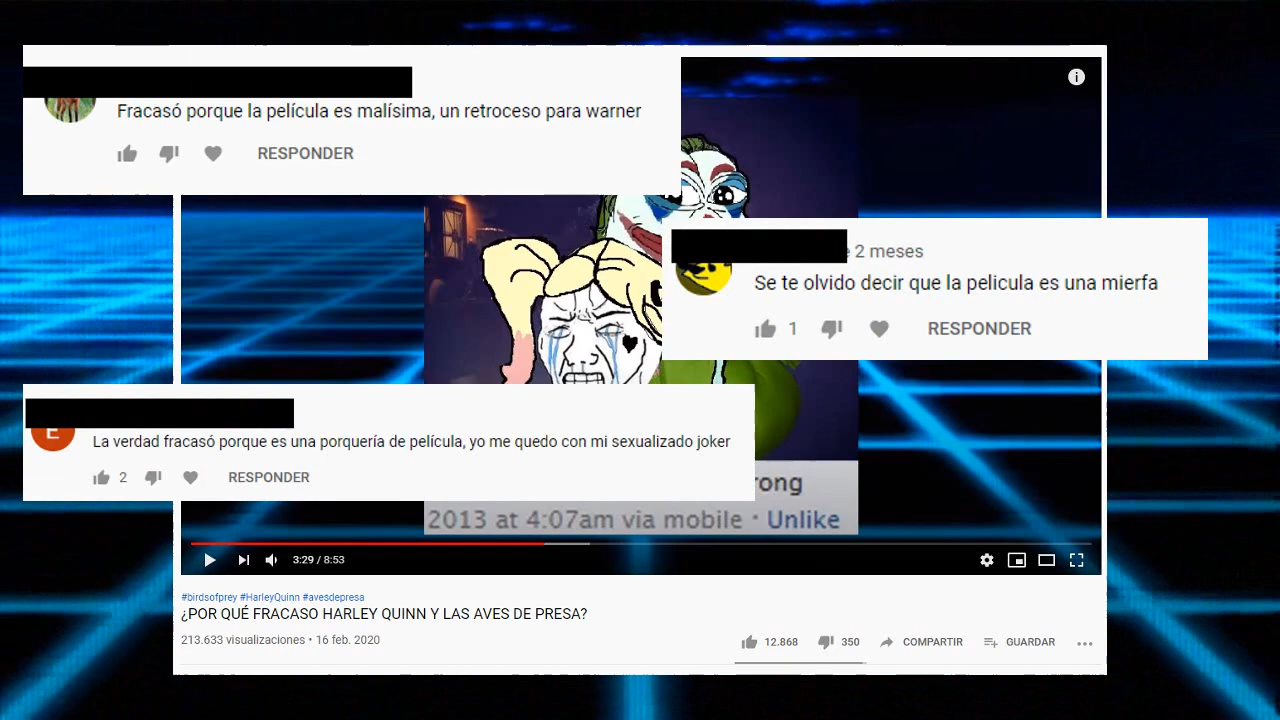 Fracasó porque la película es malísima, un retroceso para warner
RESPONDER
2 meses
Se te olvido decir que la pelicula es una mierfa
1 RESPONDER
E
La verdad fracasó porque es una porquería de película, yo me quedo con mi sexualizado joker
2 RESPONDER
rong
2013 at 4:07am via mobile · Unlike
3:29 / 8:53
#birdsofprey #HarleyQuinn #avesdepresa
¿POR QUÉ FRACASO HARLEY QUINN Y LAS AVES DE PRESA?
213.633 visualizaciones • 16 feb. 2020
12.868 350 COMPARTIR GUARDAR